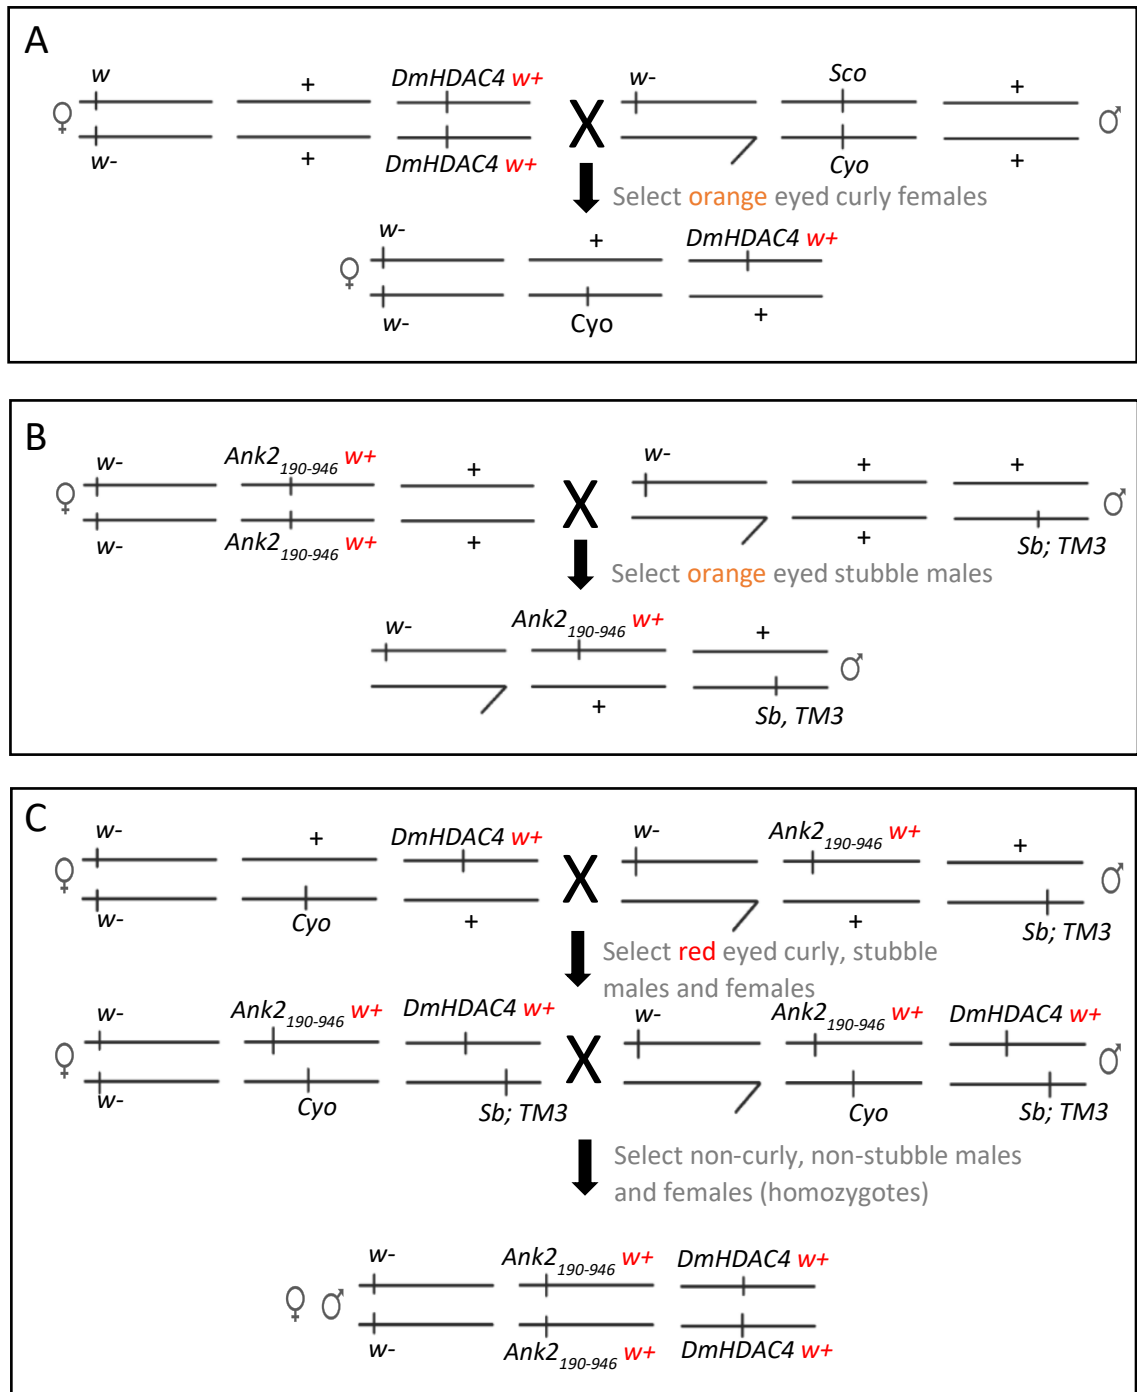 A
w + DmHDAC4 w+ w- Sco +
♀ X ♂
w- + DmHDAC4 w+ Cyo +
Select orange eyed curly females
w- + DmHDAC4 w+
♀
w- Cyo +
B
w- Ank2190-946 w+ + w- + +
♀ X ♂
w- Ank2190-946 w+ + + Sb; TM3
Select orange eyed stubble males
w- Ank2190-946 w+ +
♂
+ Sb, TM3
C
w- + DmHDAC4 w+ w- Ank2190-946 w+ +
♀ X ♂
w- Cyo + + Sb; TM3
Select red eyed curly, stubble
males and females
w- Ank2190-946 w+ DmHDAC4 w+ w- Ank2190-946 w+ DmHDAC4 w+
♀ X ♂
w- Cyo Sb; TM3 Cyo Sb; TM3
Select non-curly, non-stubble males
and females (homozygotes)
w- Ank2190-946 w+ DmHDAC4 w+
♀ ♂
w- Ank2190-946 w+ DmHDAC4 w+